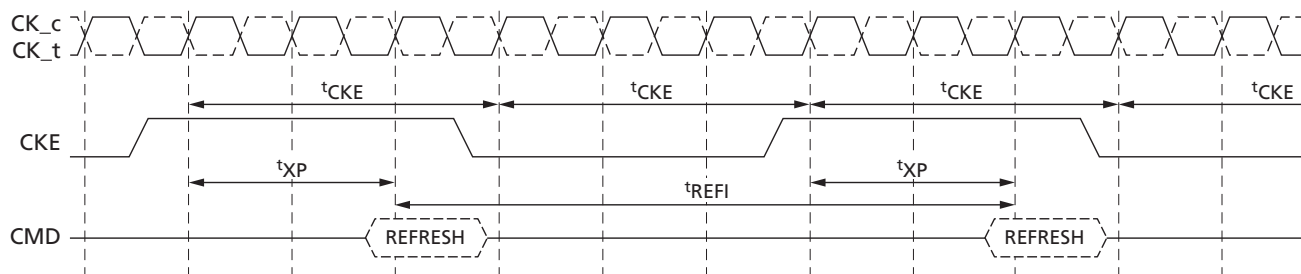 CK_c
CK_t
tCKE tCKE tCKE tCKE
CKE
tXP tXP
tREFI
CMD REFRESH REFRESH